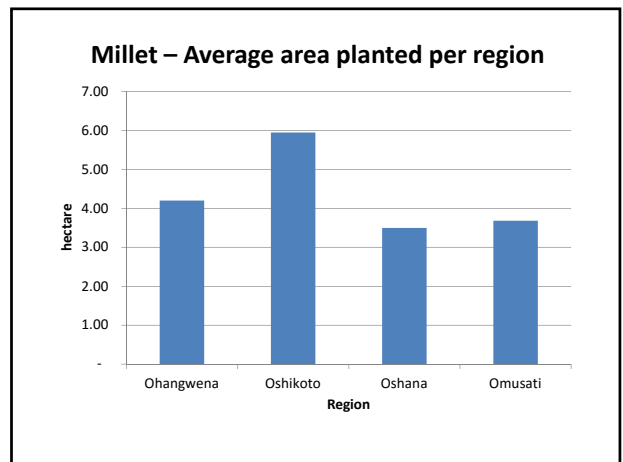 Millet – Average area planted per region
7.00
6.00
5.00
4.00
3.00
2.00
1.00
-
hectare
Ohangwena Oshikoto Oshana Omusati
Region